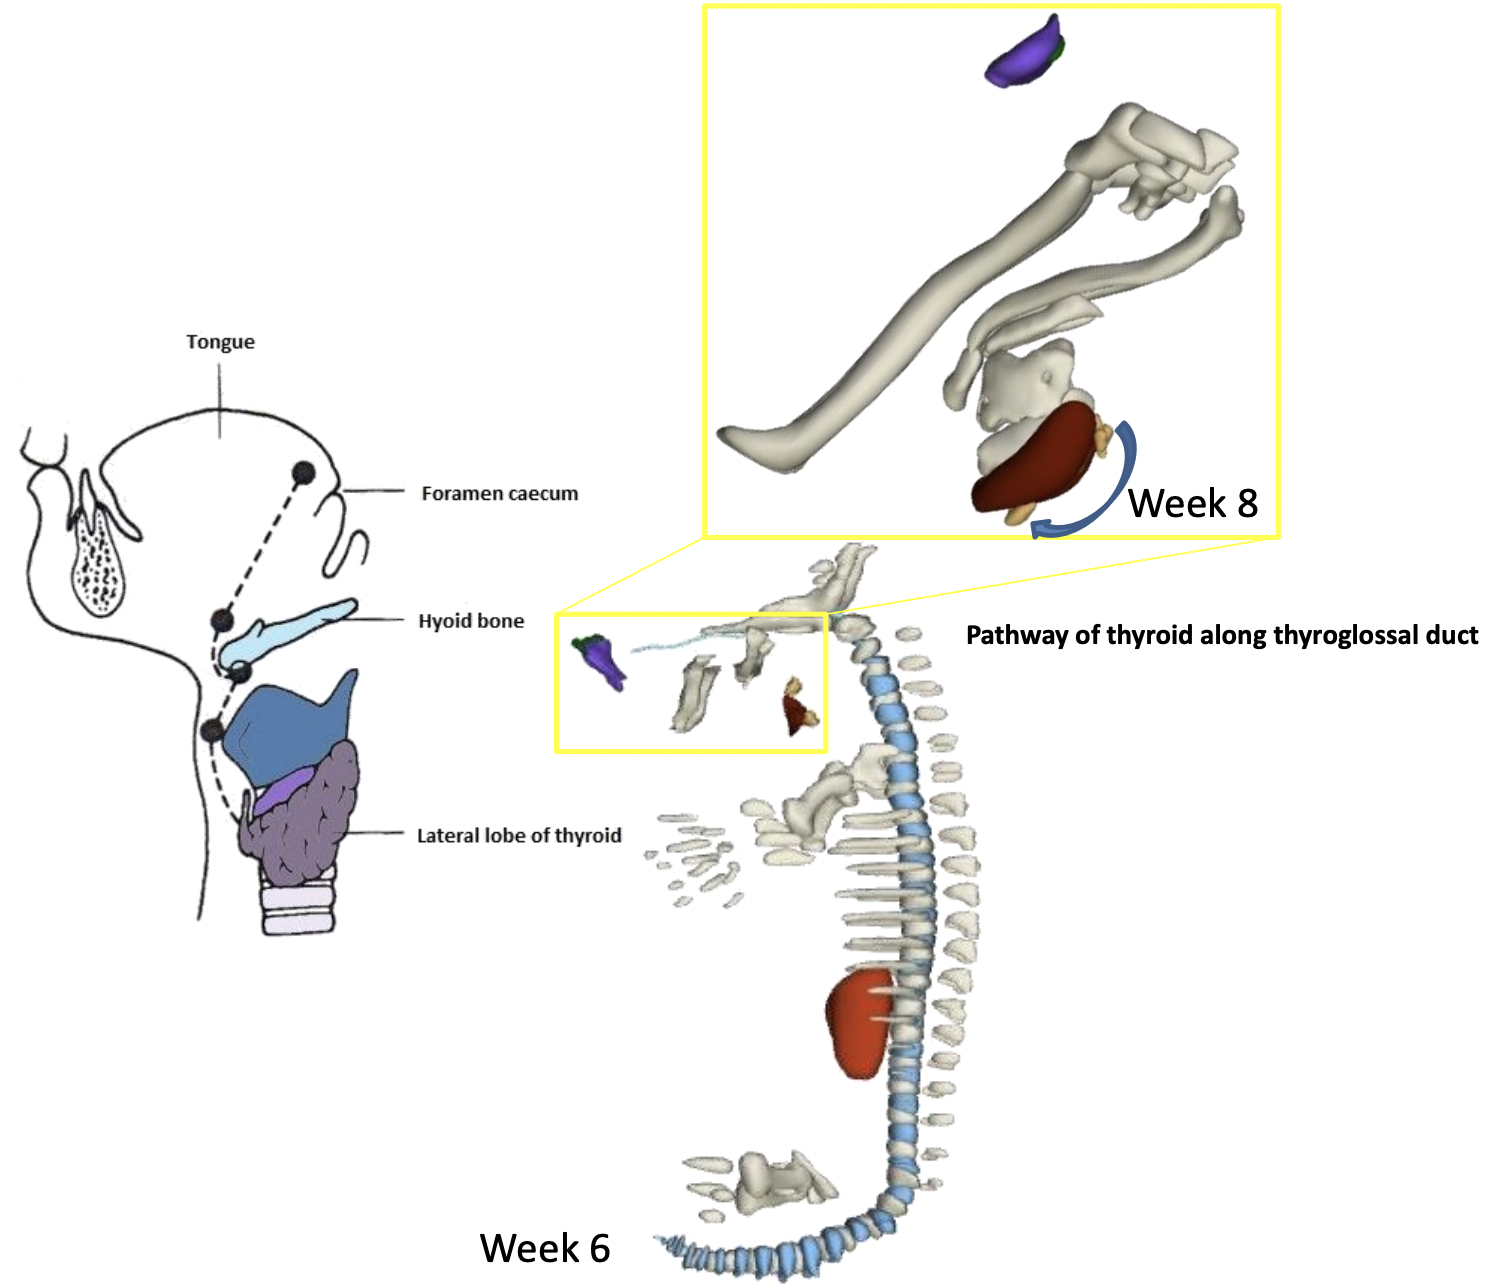 Tongue
Foramen caecum
Hyoid bone
Lateral lobe of thyroid
Week 8
Pathway of thyroid along thyroglossal duct
Week 6